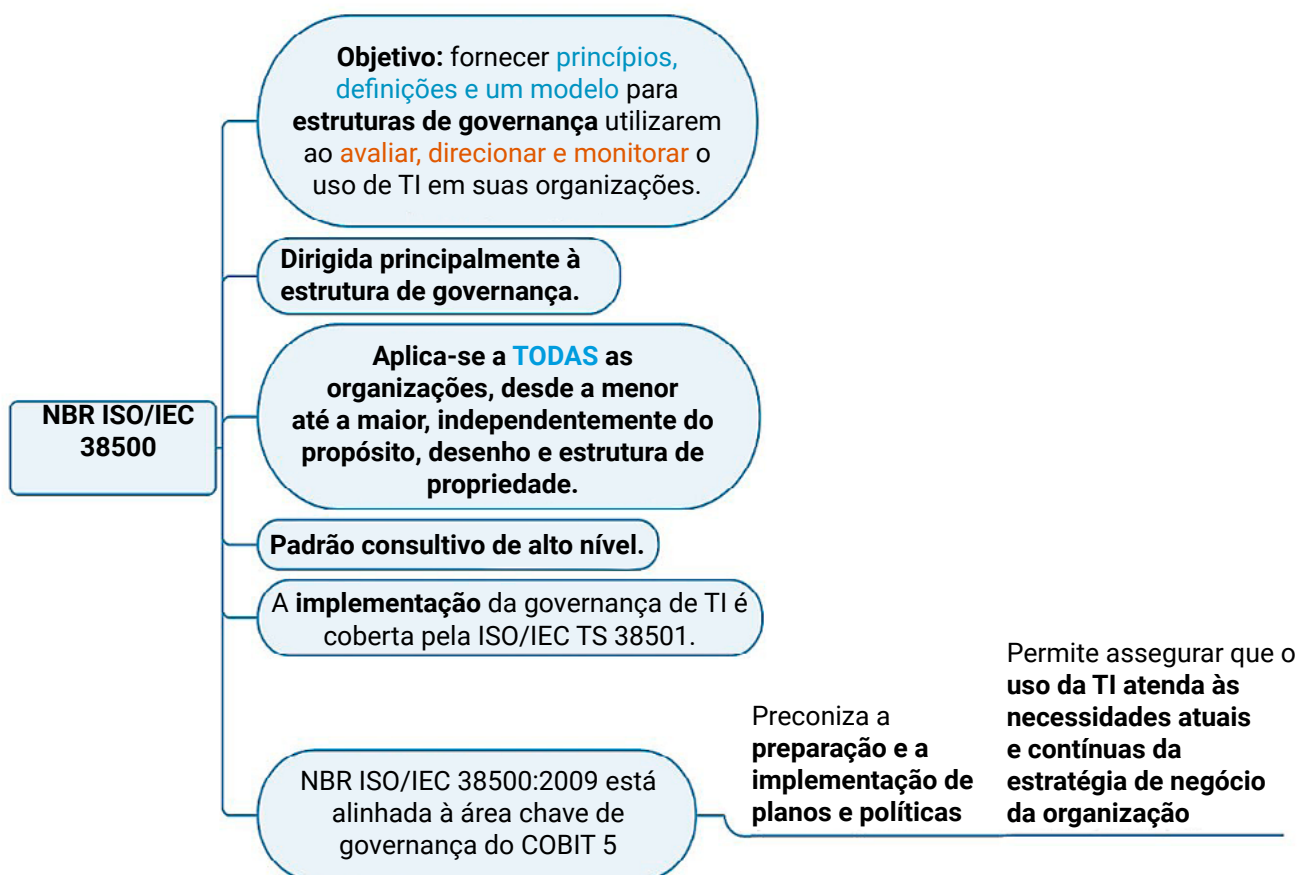 NBR ISO/IEC
38500
Objetivo: fornecer princípios,
definições e um modelo para
estruturas de governança utilizarem
ao avaliar, direcionar e monitorar o
uso de TI em suas organizações.
Dirigida principalmente à
estrutura de governança.
Aplica-se a TODAS as
organizações, desde a menor
até a maior, independentemente do
propósito, desenho e estrutura de
propriedade.
Padrão consultivo de alto nível.
A implementação da governança de TI é
coberta pela ISO/IEC TS 38501.
NBR ISO/IEC 38500:2009 está
alinhada à área chave de
governança do COBIT 5
Preconiza a
preparação e a
implementação de
planos e políticas
Permite assegurar que o
uso da TI atenda às
necessidades atuais
e contínuas da
estratégia de negócio
da organização